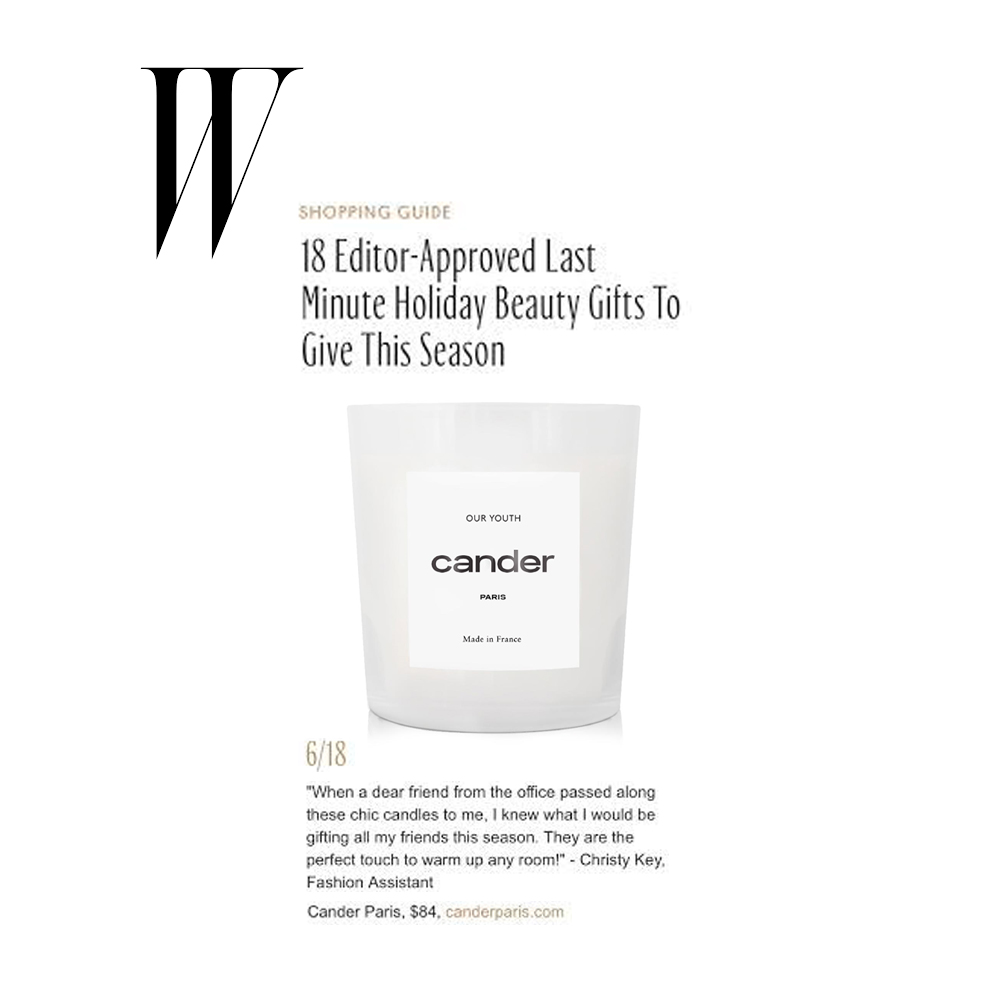 W
SHOPPING GUIDE
18 Editor-Approved Last
Minute Holiday Beauty Gifts To
Give This Season
OUR YOUTH
cander
PARIS
Made in France
6/18
"When a dear friend from the office passed along
these chic candles to me, I knew what I would be
gifting all my friends this season. They are the
perfect touch to warm up any room!" - Christy Key,
Fashion Assistant
Cander Paris, $84, canderparis.com